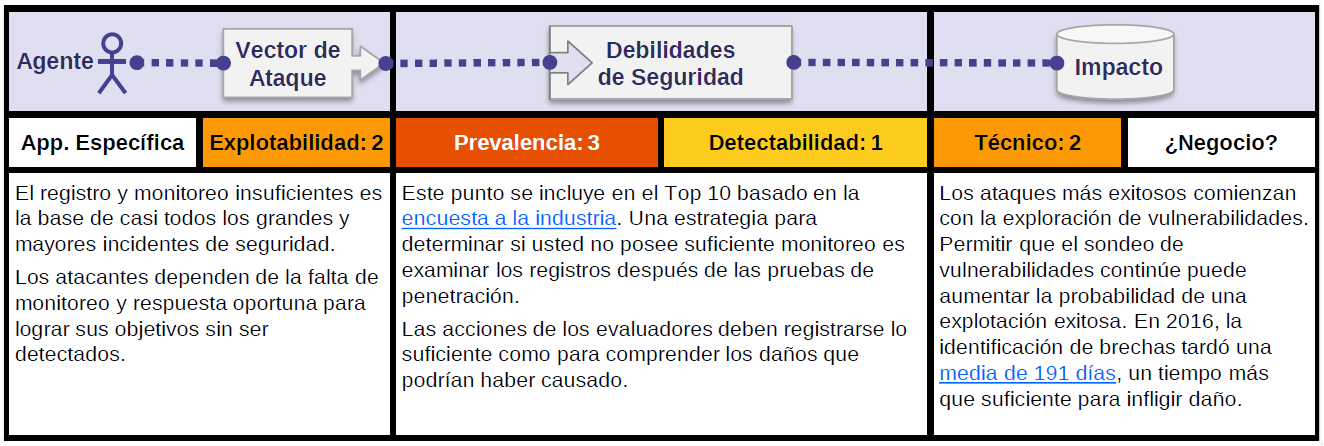 Agente
Vector de
Ataque
Debilidades
de Seguridad
Impacto
App. Específica
Explotabilidad: 2
Prevalencia: 3
Detectabilidad: 1
Técnico: 2
¿Negocio?
El registro y monitoreo insuficientes es
la base de casi todos los grandes y
mayores incidentes de seguridad.
Los atacantes dependen de la falta de
monitoreo y respuesta oportuna para
lograr sus objetivos sin ser
detectados.
Este punto se incluye en el Top 10 basado en la
encuesta a la industria. Una estrategia para
determinar si usted no posee suficiente monitoreo es
examinar los registros después de las pruebas de
penetración.
Las acciones de los evaluadores deben registrarse lo
suficiente como para comprender los daños que
podrían haber causado.
Los ataques más exitosos comienzan
con la exploración de vulnerabilidades.
Permitir que el sondeo de
vulnerabilidades continúe puede
aumentar la probabilidad de una
explotación exitosa. En 2016, la
identificación de brechas tardó una
media de 191 días, un tiempo más
que suficiente para infligir daño.